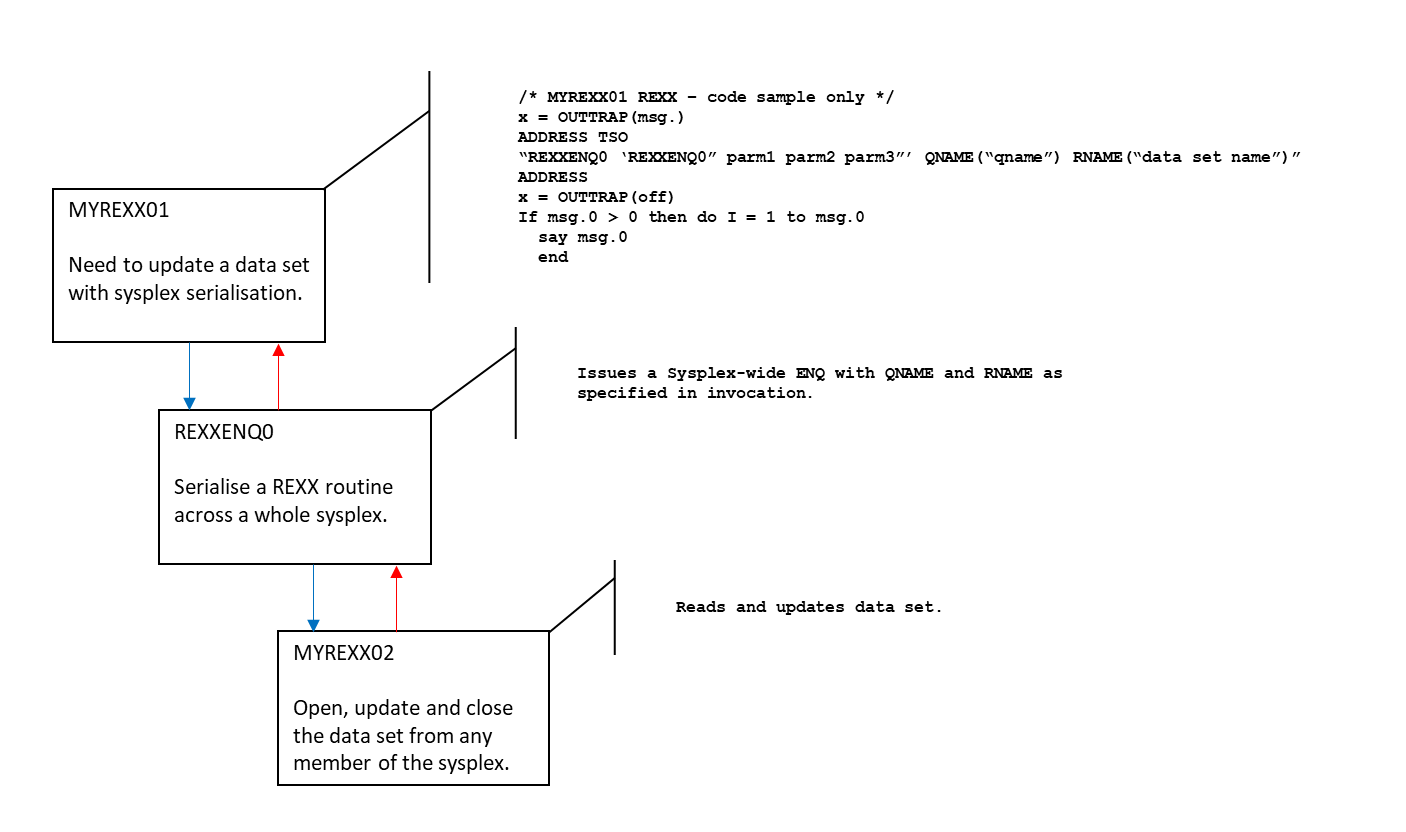 /* MYREXX01 REXX – code sample only */
x = OUTTRAP(msg.)
ADDRESS TSO
“REXXENQ0 ‘REXXENQ0” parm1 parm2 parm3”’ QNAME(“qname”) RNAME(“data set name”)”
ADDRESS
x = OUTTRAP(off)
If msg.0 > 0 then do I = 1 to msg.0
  say msg.0
  end
MYREXX01
Need to update a data set
with sysplex serialisation.
Issues a Sysplex-wide ENQ with QNAME and RNAME as
specified in invocation.
REXXENQ0
Serialise a REXX routine
across a whole sysplex.
Reads and updates data set.
MYREXX02
Open, update and close
the data set from any
member of the sysplex.